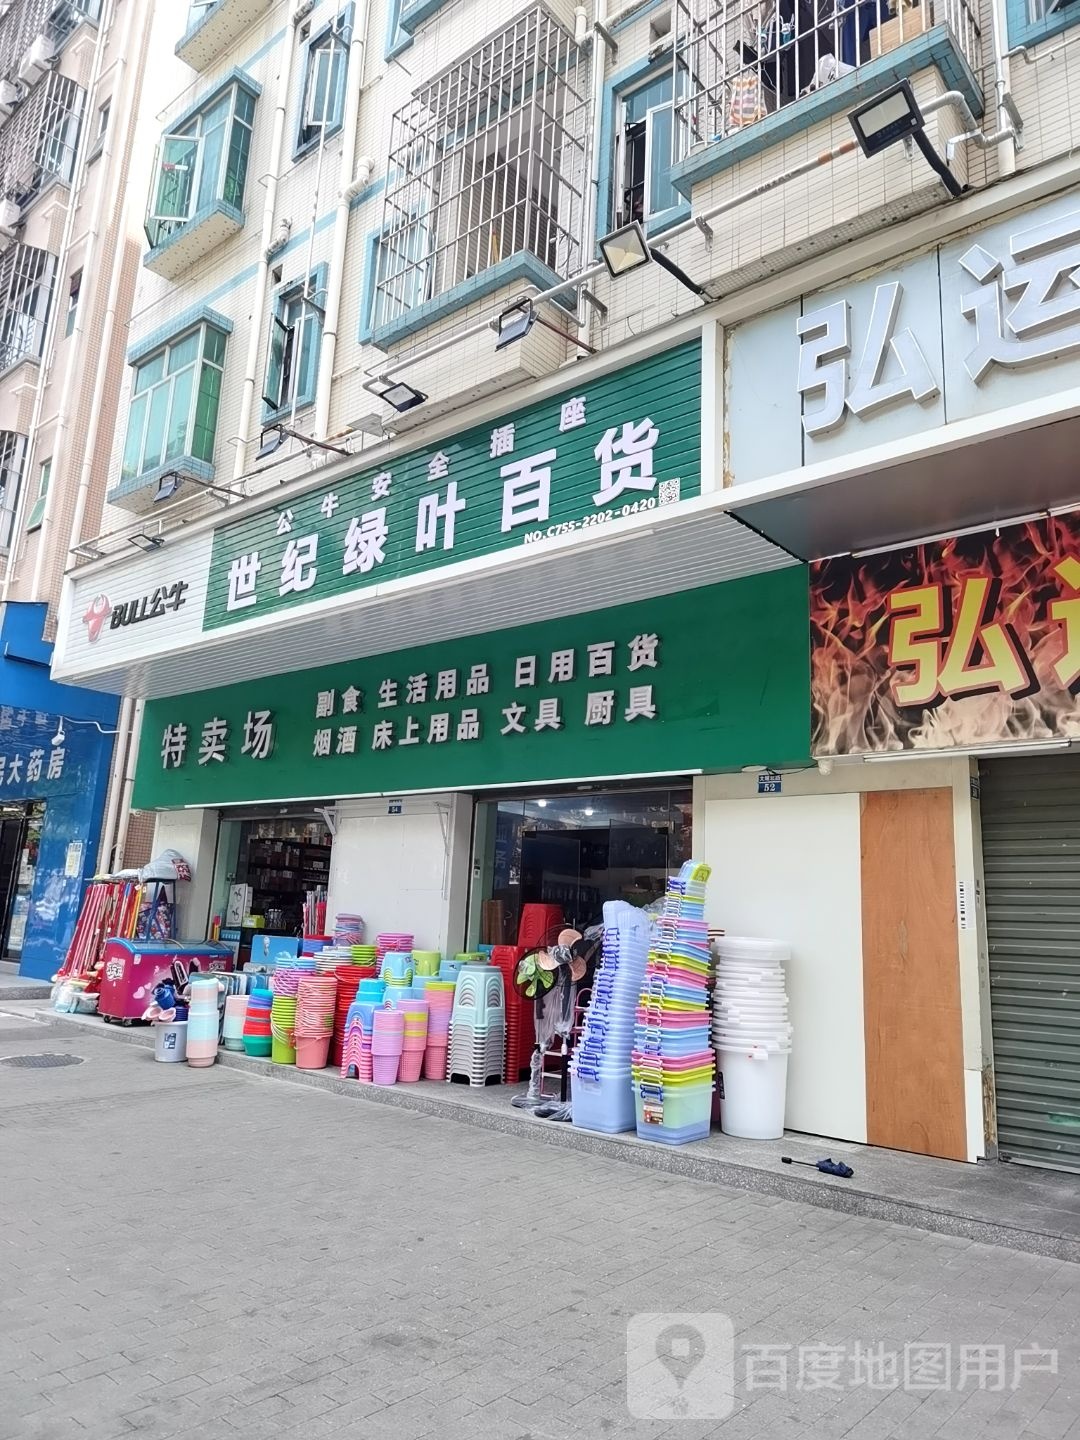 公牛安全插座
BULL公牛
世纪绿叶百货
NO.C755-2202-0420
弘运
特卖场
副食 生活用品 日用百货
烟酒 床上用品 文具 厨具
弘
大药房
54
52
百度地图用户